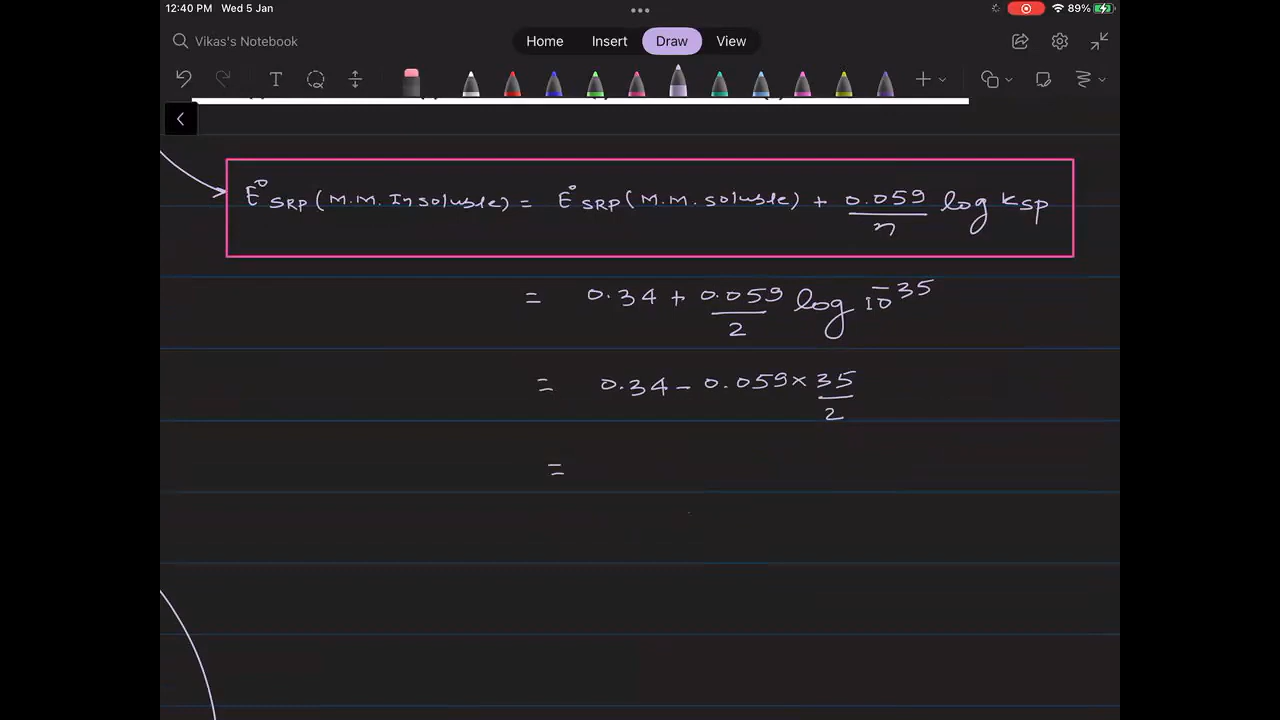 12:40 PM Wed 5 Jan
89%
Vikas's Notebook
Home Insert Draw View
E° SRP (M.M. Insoluble) = E° SRP (M.M. soluble) + 0.059/n log Ksp
= 0.34 + 0.059/2 log 10^-35
= 0.34 - 0.059 × 35/2
=